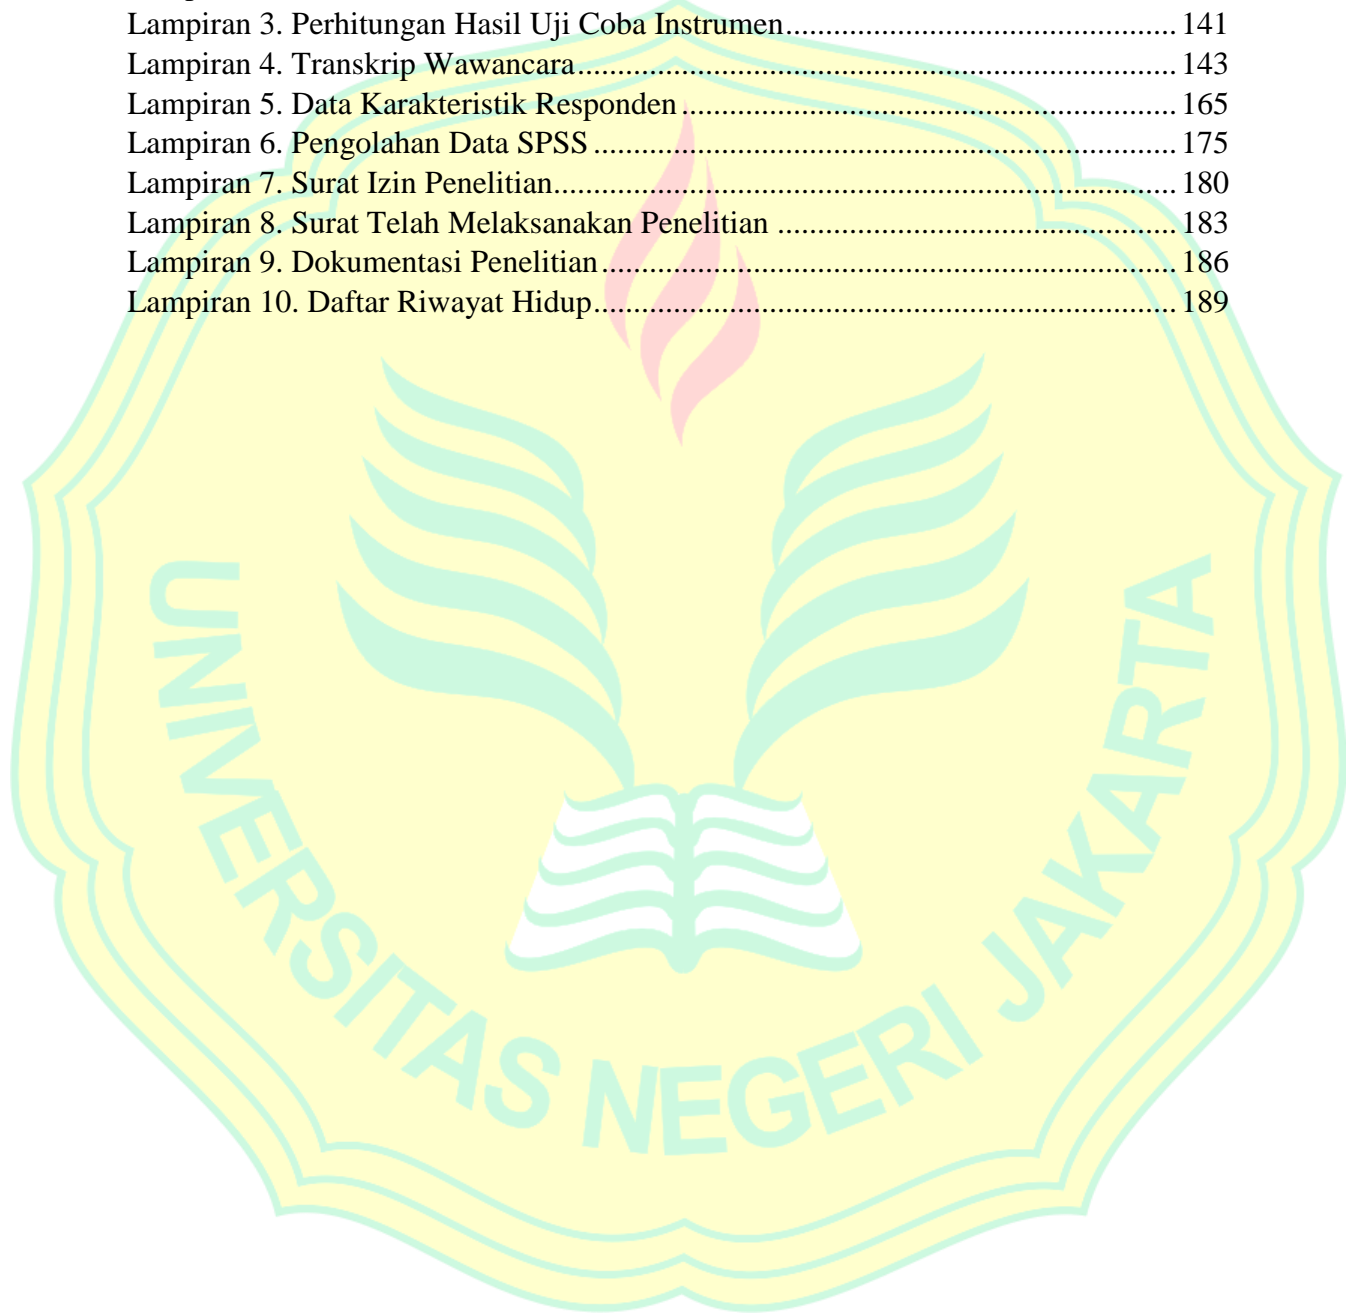 Lampiran 3. Perhitungan Hasil Uji Coba Instrumen................................................ 141
Lampiran 4. Transkrip Wawancara.......................................................................... 143
Lampiran 5. Data Karakteristik Responden ............................................................. 165
Lampiran 6. Pengolahan Data SPSS ........................................................................ 175
Lampiran 7. Surat Izin Penelitian............................................................................. 180
Lampiran 8. Surat Telah Melaksanakan Penelitian ................................................. 183
Lampiran 9. Dokumentasi Penelitian....................................................................... 186
Lampiran 10. Daftar Riwayat Hidup........................................................................ 189
UNIVERSITAS NEGERI JAKARTA